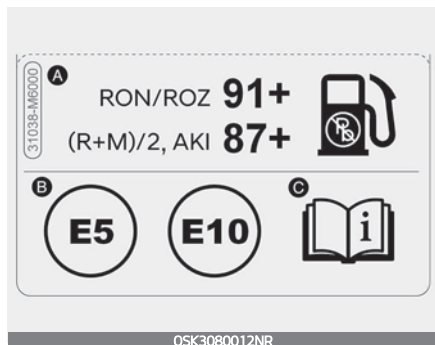 31038-M6000
A
RON/ROZ 91+
(R+M)/2, AKI 87+
Pb
B
E5
E10
C
i
OSK3080012NR